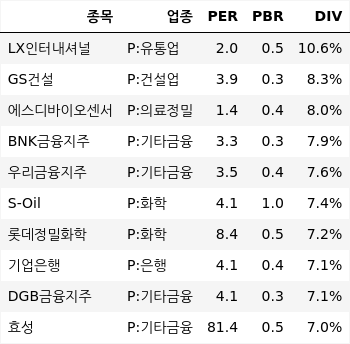 종목 업종 PER PBR DIV
LX인터내셔널 P:유통업 2.0 0.5 10.6%
GS건설 P:건설업 3.9 0.3 8.3%
에스디바이오센서 P:의료정밀 1.4 0.4 8.0%
BNK금융지주 P:기타금융 3.3 0.3 7.9%
우리금융지주 P:기타금융 3.5 0.4 7.6%
S-Oil P:화학 4.1 1.0 7.4%
롯데정밀화학 P:화학 8.4 0.5 7.2%
기업은행 P:은행 4.1 0.4 7.1%
DGB금융지주 P:기타금융 4.1 0.3 7.1%
효성 P:기타금융 81.4 0.5 7.0%